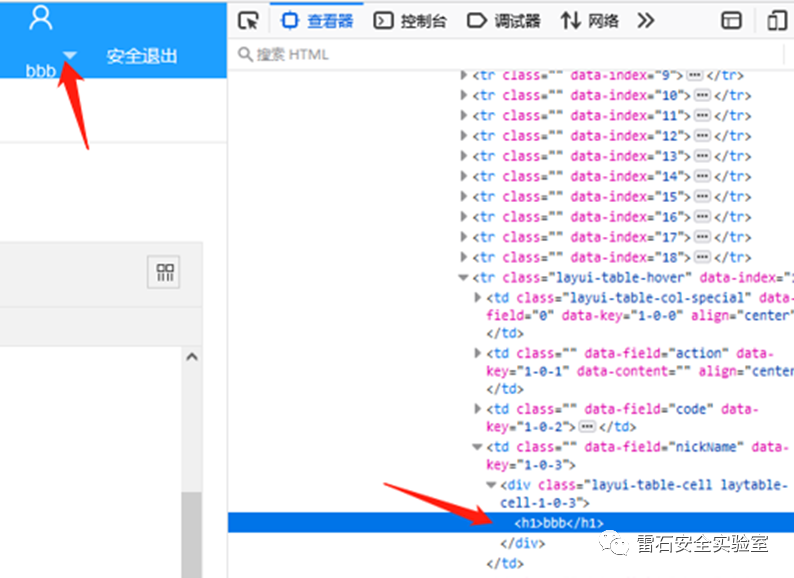 bbb
安全退出
查看器
控制台
调试器
网络
搜索 HTML
<tr class="" data-index="9"> </tr>
<tr class="" data-index="10"> </tr>
<tr class="" data-index="11"> </tr>
<tr class="" data-index="12"> </tr>
<tr class="" data-index="13"> </tr>
<tr class="" data-index="14"> </tr>
<tr class="" data-index="15"> </tr>
<tr class="" data-index="16"> </tr>
<tr class="" data-index="17"> </tr>
<tr class="" data-index="18"> </tr>
<tr class="layui-table-hover" data-index=
<td class="layui-table-col-special" data-
field="0" data-key="1-0-0" align="center"
</td>
<td class="" data-field="action" data-
key="1-0-1" data-content="" align="center
</td>
<td class="" data-field="code" data-
key="1-0-2"> </td>
<td class="" data-field="nickName" data-
key="1-0-3">
<div class="layui-table-cell laytable-
cell-1-0-3">
<h1>bbb</h1>
</div>
</td>
雷石安全实验室